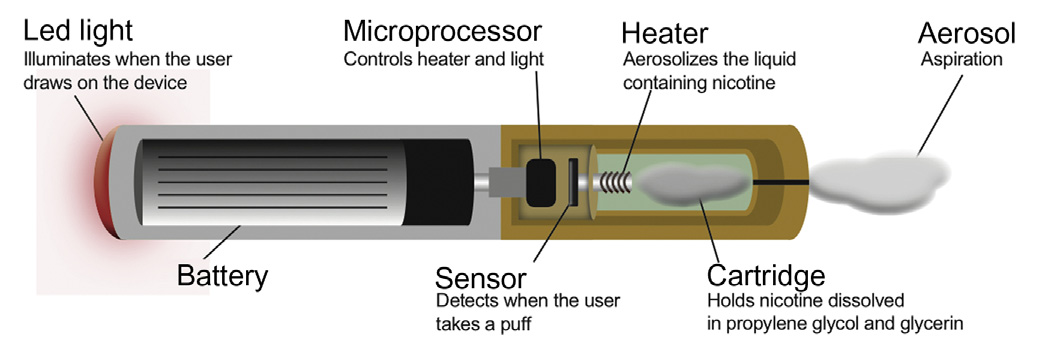 Led light
Illuminates when the user
draws on the device
Microprocessor
Controls heater and light
Heater
Aerosolizes the liquid
containing nicotine
Aerosol
Aspiration
Battery
Sensor
Detects when the user
takes a puff
Cartridge
Holds nicotine dissolved
in propylene glycol and glycerin